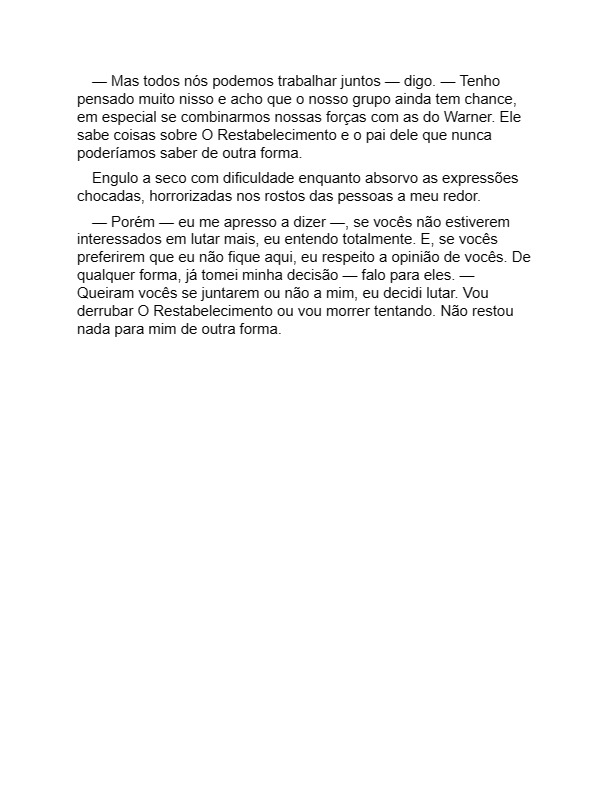 — Mas todos nós podemos trabalhar juntos — digo. — Tenho
pensado muito nisso e acho que o nosso grupo ainda tem chance,
em especial se combinarmos nossas forças com as do Warner. Ele
sabe coisas sobre O Restabelecimento e o pai dele que nunca
poderíamos saber de outra forma.
Engulo a seco com dificuldade enquanto absorvo as expressões
chocadas, horrorizadas nos rostos das pessoas a meu redor.
— Porém — eu me apresso a dizer —, se vocês não estiverem
interessados em lutar mais, eu entendo totalmente. E, se vocês
preferirem que eu não fique aqui, eu respeito a opinião de vocês. De
qualquer forma, já tomei minha decisão — falo para eles. —
Queiram vocês se juntarem ou não a mim, eu decidi lutar. Vou
derrubar O Restabelecimento ou vou morrer tentando. Não restou
nada para mim de outra forma.